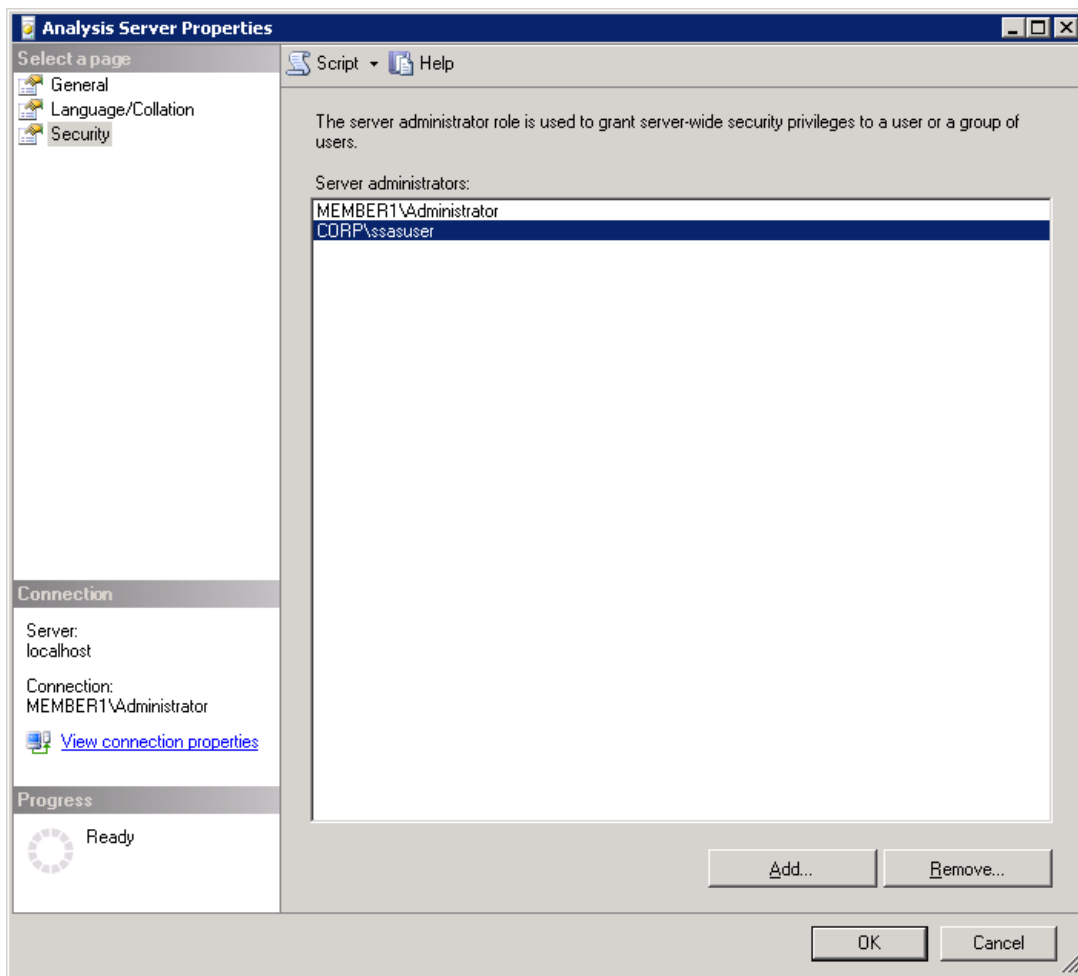 Analysis Server Properties
Select a page
General
Language/Collation
Security
Script
Help
The server administrator role is used to grant server-wide security privileges to a user or a group of
users.
Server administrators:
MEMBER1\Administrator
CORP\ssasuser
Connection
Server:
localhost
Connection:
MEMBER1\Administrator
View connection properties
Progress
Ready
Add...
Remove...
OK
Cancel